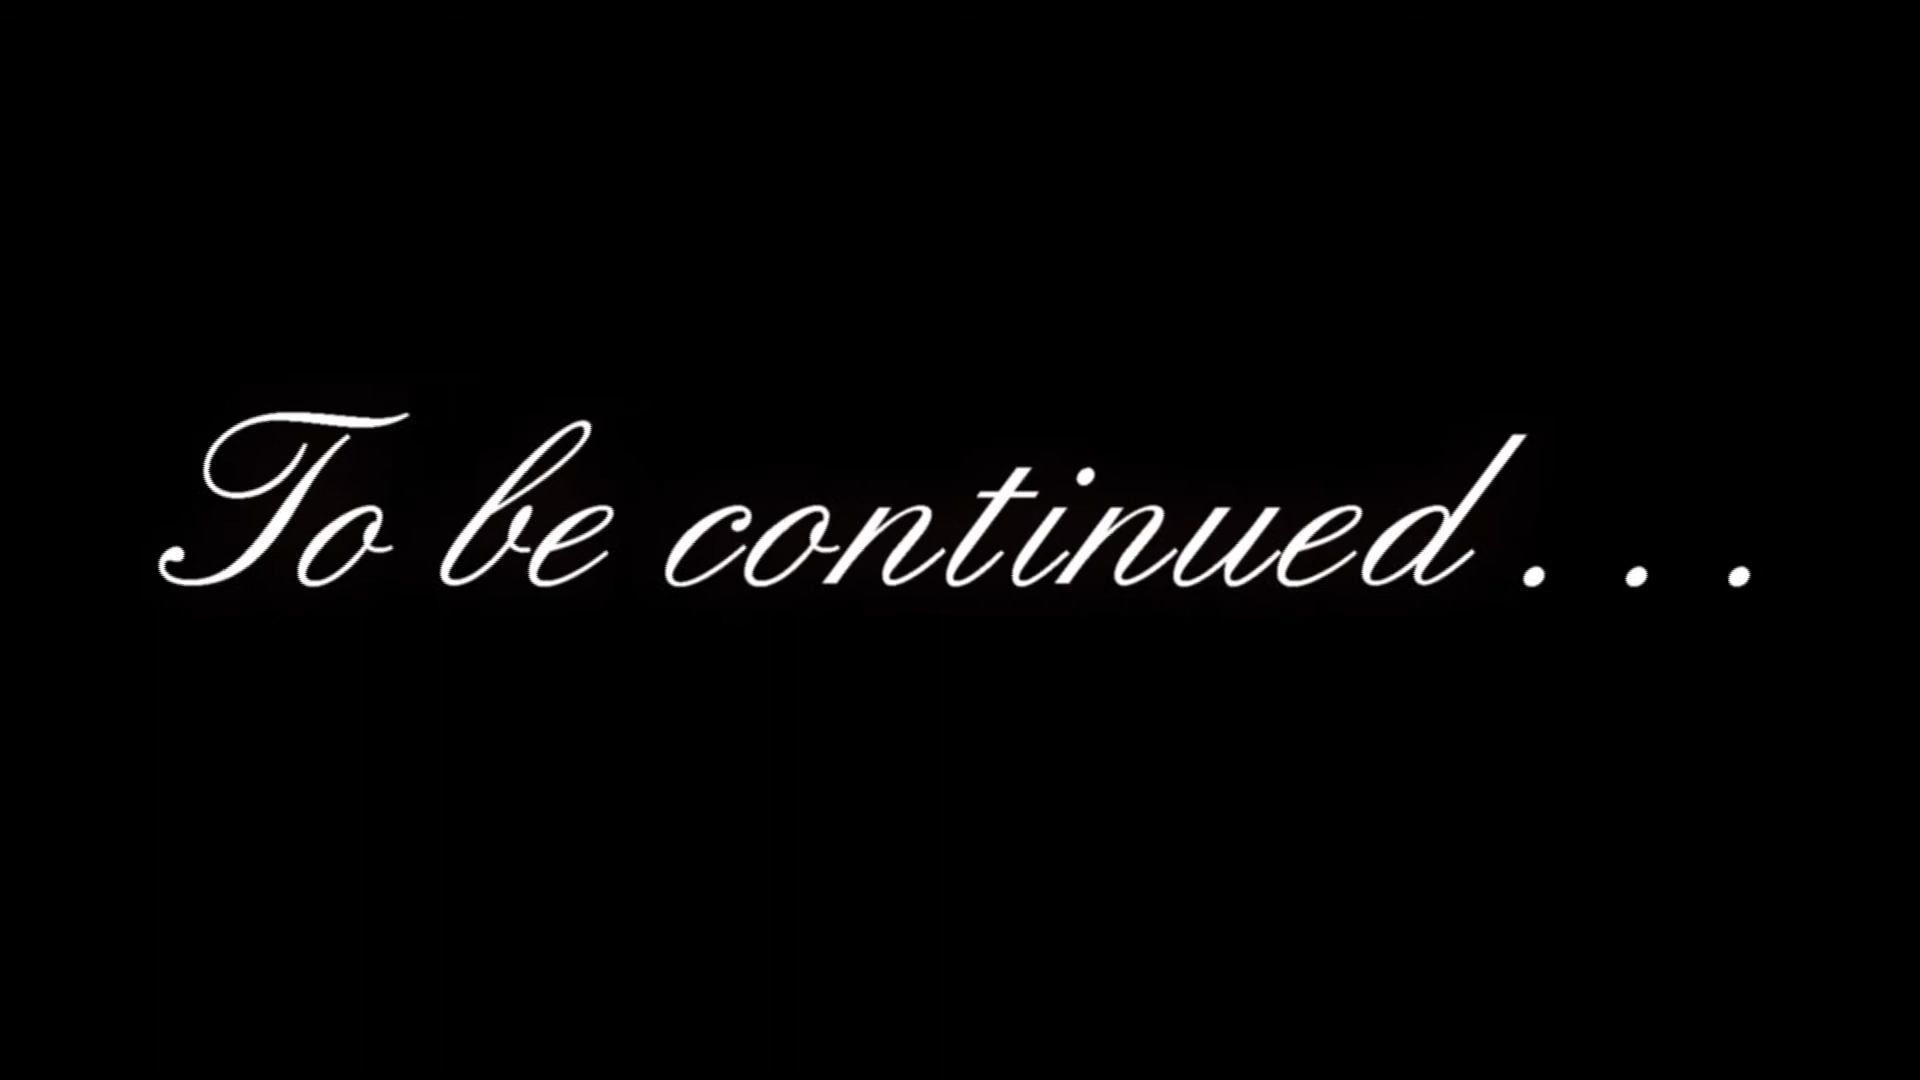 To be continued . . .